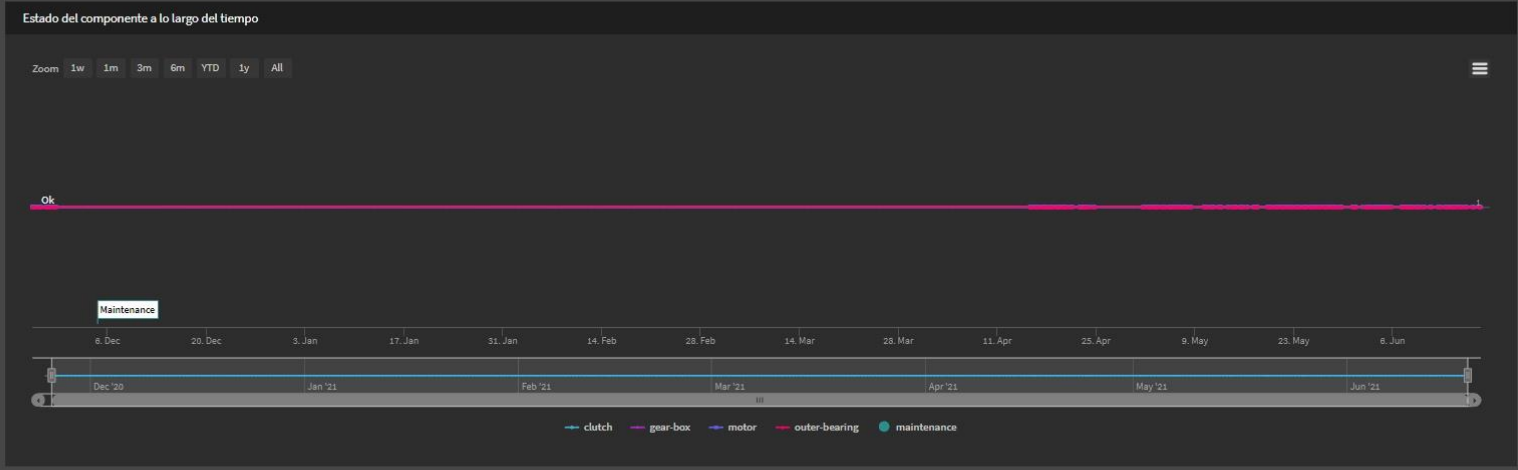 Estado del componente a lo largo del tiempo
Zoom 1w 1m 3m 6m YTD 1y All
Ok
1
Maintenance
6. Dec 20. Dec 3. Jan 17. Jan 31. Jan 14. Feb 28. Feb 14. Mar 28. Mar 11. Apr 25. Apr 9. May 23. May 6. Jun
Dec '20 Jan '21 Feb '21 Mar '21 Apr '21 May '21 Jun '21
clutch gear-box motor outer-bearing maintenance